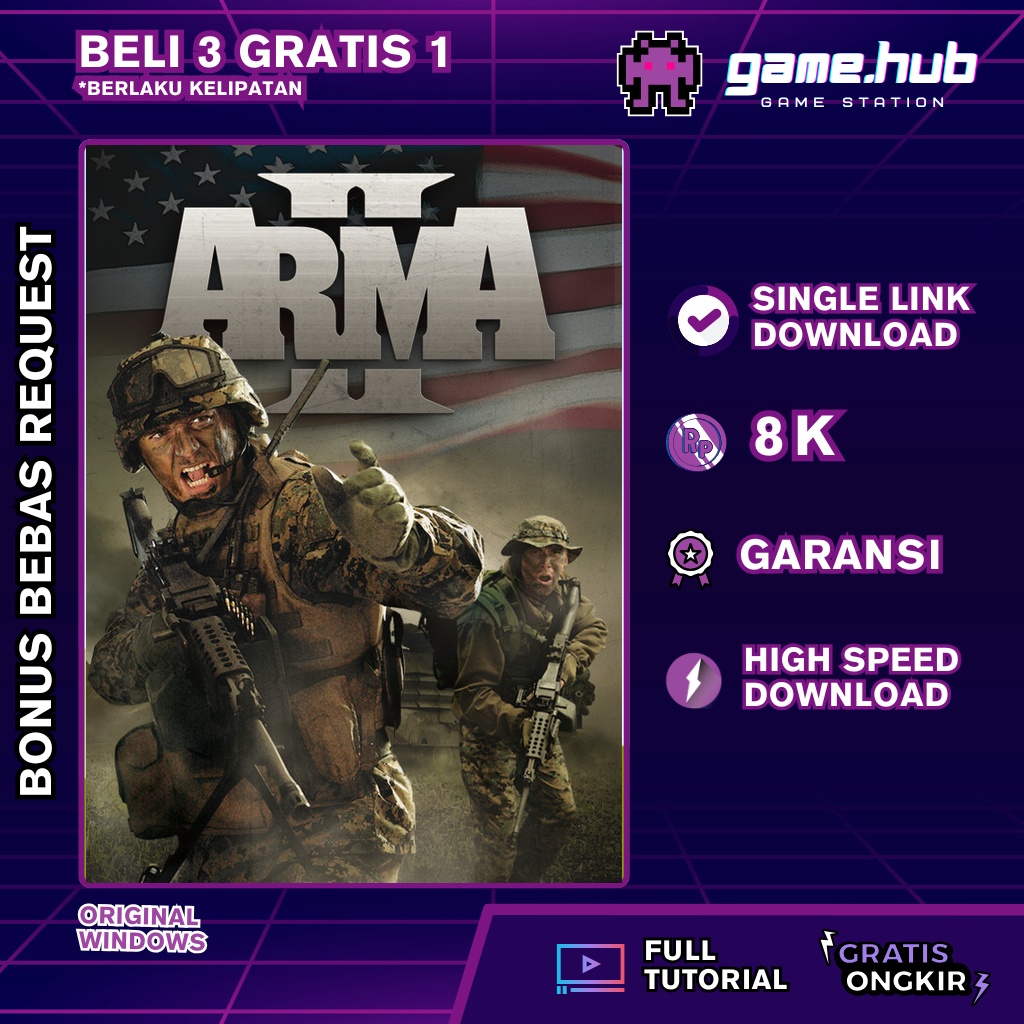 BELI 3 GRATIS 1
*BERLAKU KELIPATAN
game.hub
GAME STATION
BONUS BEBAS REQUEST
II
ARMA
II
SINGLE LINK
DOWNLOAD
Rp
8K
GARANSI
HIGH SPEED
DOWNLOAD
ORIGINAL
WINDOWS
FULL
TUTORIAL
GRATIS
ONGKIR